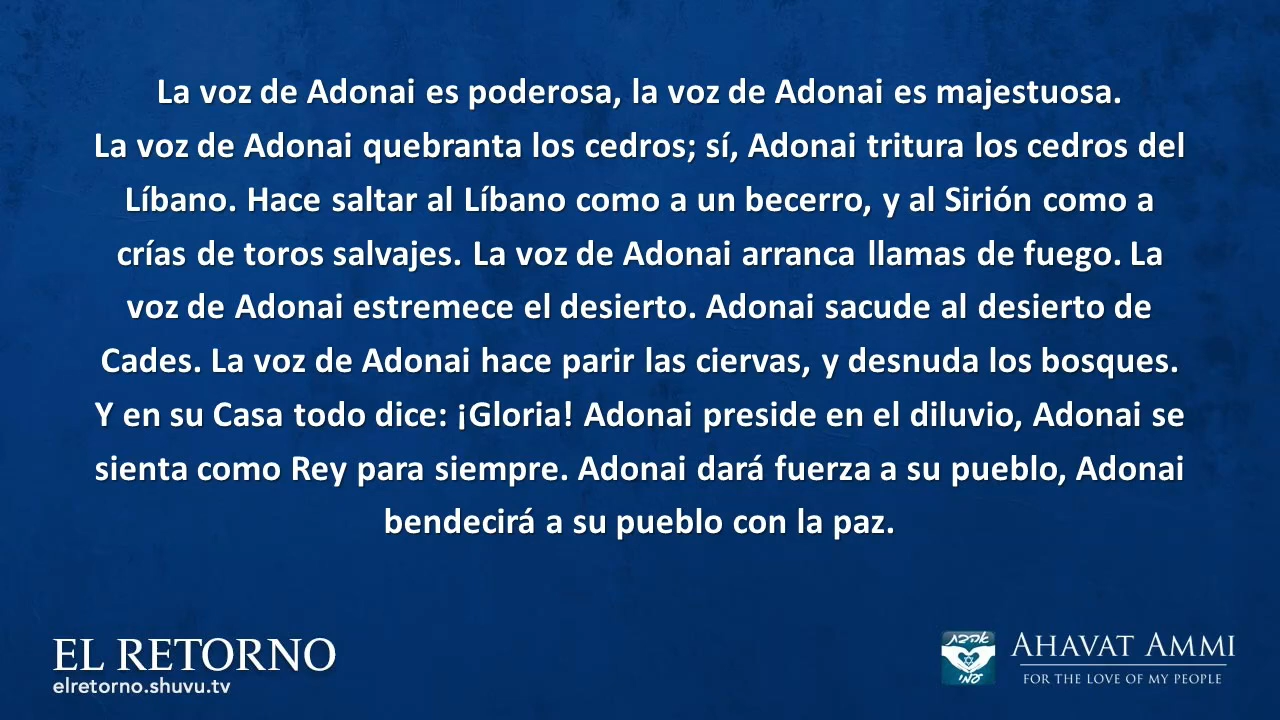 La voz de Adonai es poderosa, la voz de Adonai es majestuosa.
La voz de Adonai quebranta los cedros; sí, Adonai tritura los cedros del
Líbano. Hace saltar al Líbano como a un becerro, y al Sirión como a
crías de toros salvajes. La voz de Adonai arranca llamas de fuego. La
voz de Adonai estremece el desierto. Adonai sacude al desierto de
Cades. La voz de Adonai hace parir las ciervas, y desnuda los bosques.
Y en su Casa todo dice: ¡Gloria! Adonai preside en el diluvio, Adonai se
sienta como Rey para siempre. Adonai dará fuerza a su pueblo, Adonai
bendecirá a su pueblo con la paz.
EL RETORNO
elretorno.shuvu.tv
אהבת
עמי
AHAVAT AMMI
FOR THE LOVE OF MY PEOPLE